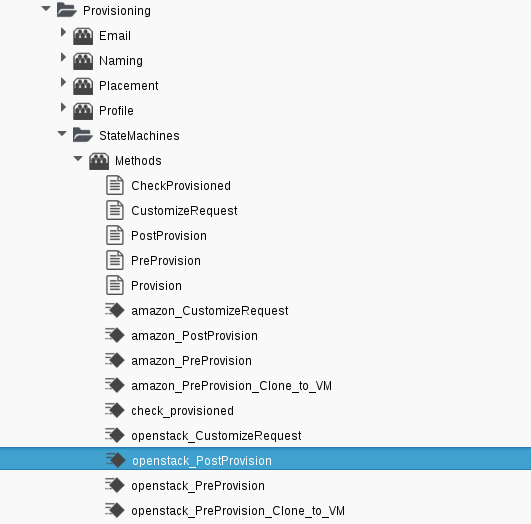 Provisioning
Email
Naming
Placement
Profile
StateMachines
Methods
CheckProvisioned
CustomizeRequest
PostProvision
PreProvision
Provision
amazon_CustomizeRequest
amazon_PostProvision
amazon_PreProvision
amazon_PreProvision_Clone_to_VM
check_provisioned
openstack_CustomizeRequest
openstack_PostProvision
openstack_PreProvision
openstack_PreProvision_Clone_to_VM